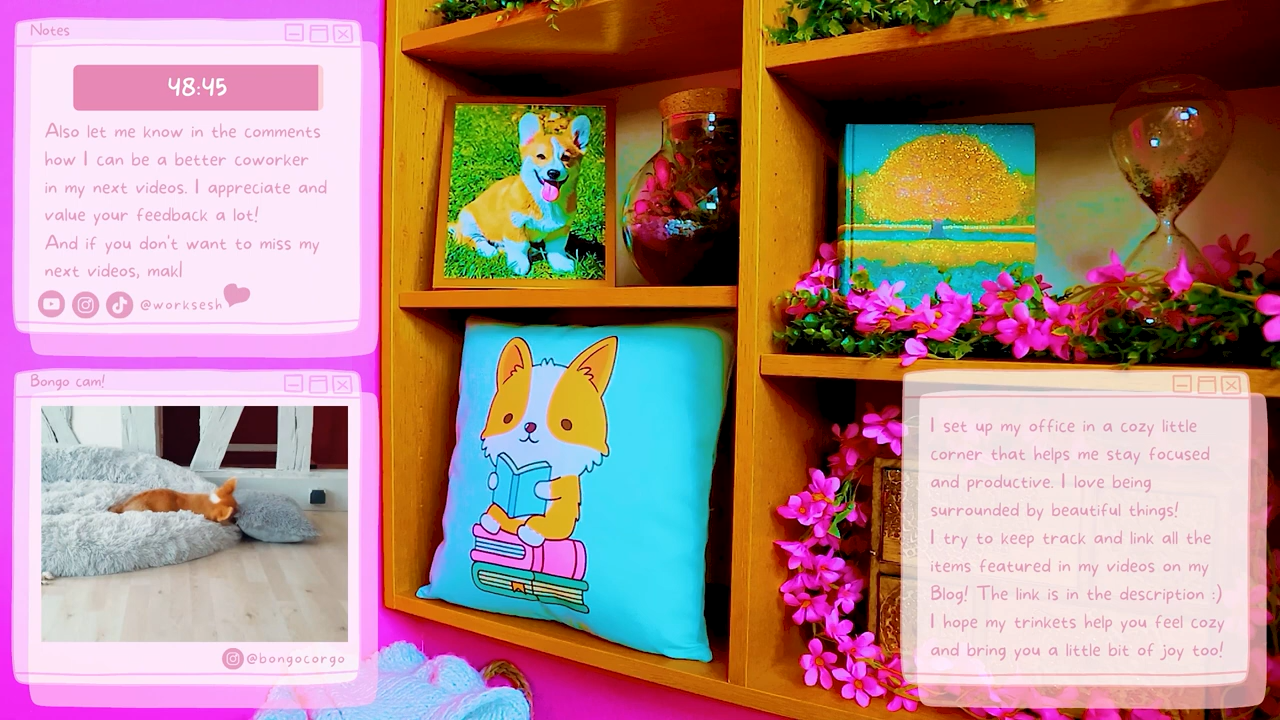 Notes
48:45
Also let me know in the comments
how I can be a better coworker
in my next videos. I appreciate and
value your feedback a lot!
And if you don't want to miss my
next videos, mak
@worksesh
Bongo cam!
@bongocorgo
I set up my office in a cozy little
corner that helps me stay focused
and productive. I love being
surrounded by beautiful things!
I try to keep track and link all the
items featured in my videos on my
Blog! The link is in the description :)
I hope my trinkets help you feel cozy
and bring you a little bit of joy too!